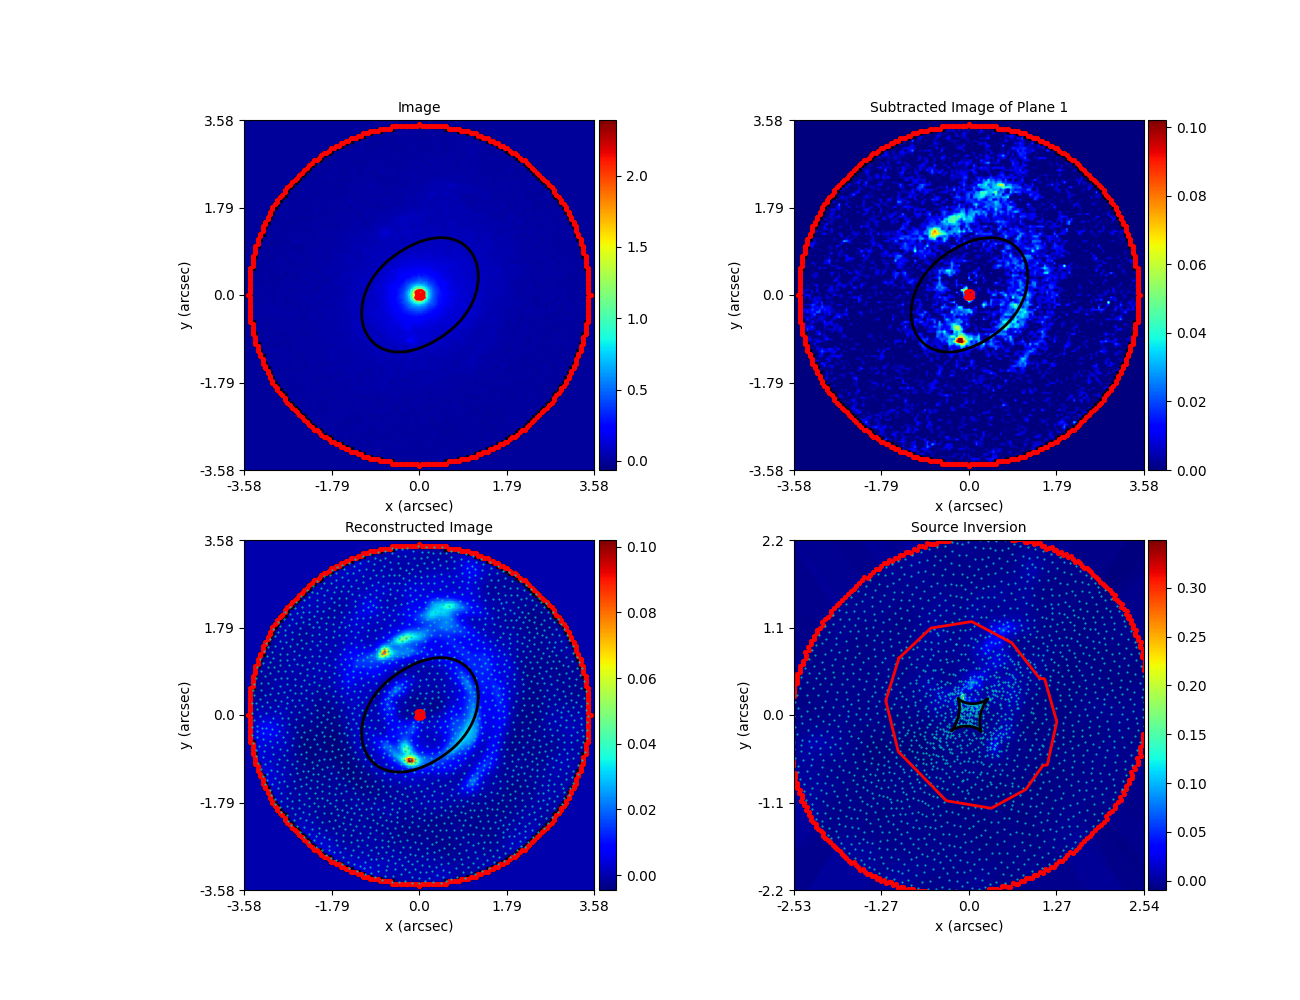 Image
3.58
1.79
0.0
-1.79
-3.58
y (arcsec)
-3.58 -1.79 0.0 1.79 3.58
x (arcsec)
2.0
1.5
1.0
0.5
0.0
Subtracted Image of Plane 1
3.58
1.79
0.0
-1.79
-3.58
y (arcsec)
-3.58 -1.79 0.0 1.79 3.58
x (arcsec)
0.10
0.08
0.06
0.04
0.02
0.00
Reconstructed Image
3.58
1.79
0.0
-1.79
-3.58
y (arcsec)
-3.58 -1.79 0.0 1.79 3.58
x (arcsec)
0.10
0.08
0.06
0.04
0.02
0.00
Source Inversion
2.2
1.1
0.0
-1.1
-2.2
y (arcsec)
-2.53 -1.27 0.0 1.27 2.54
x (arcsec)
0.30
0.25
0.20
0.15
0.10
0.05
0.00